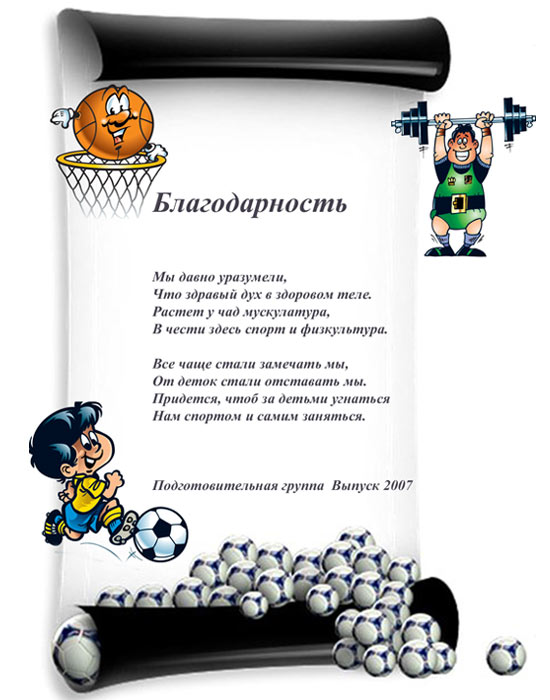 Благодарность
Мы давно уразумели,
Что здравый дух в здоровом теле.
Растет у чад мускулатура,
В чести здесь спорт и физкультура.
Все чаще стали замечать мы,
От деток стали отставать мы.
Придется, чтоб за детьми угнаться
Нам спортом и самим заняться.
Подготовительная группа Выпуск 2007